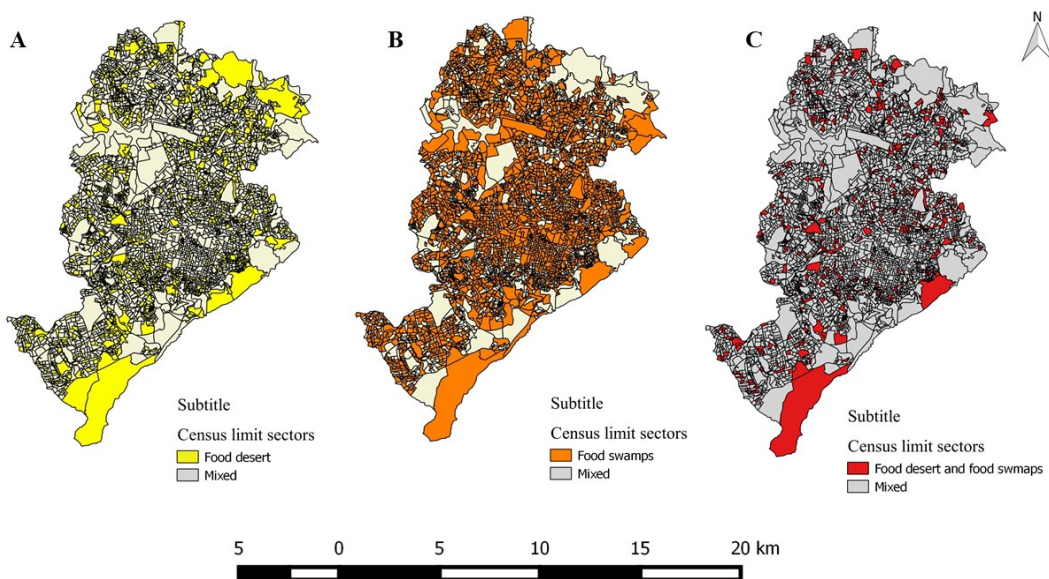 A
B
C
N
Subtitle
Census limit sectors
Food desert
Mixed
Subtitle
Census limit sectors
Food swamps
Mixed
Subtitle
Census limit sectors
Food desert and food swmaps
Mixed
5 0 5 10 15 20 km